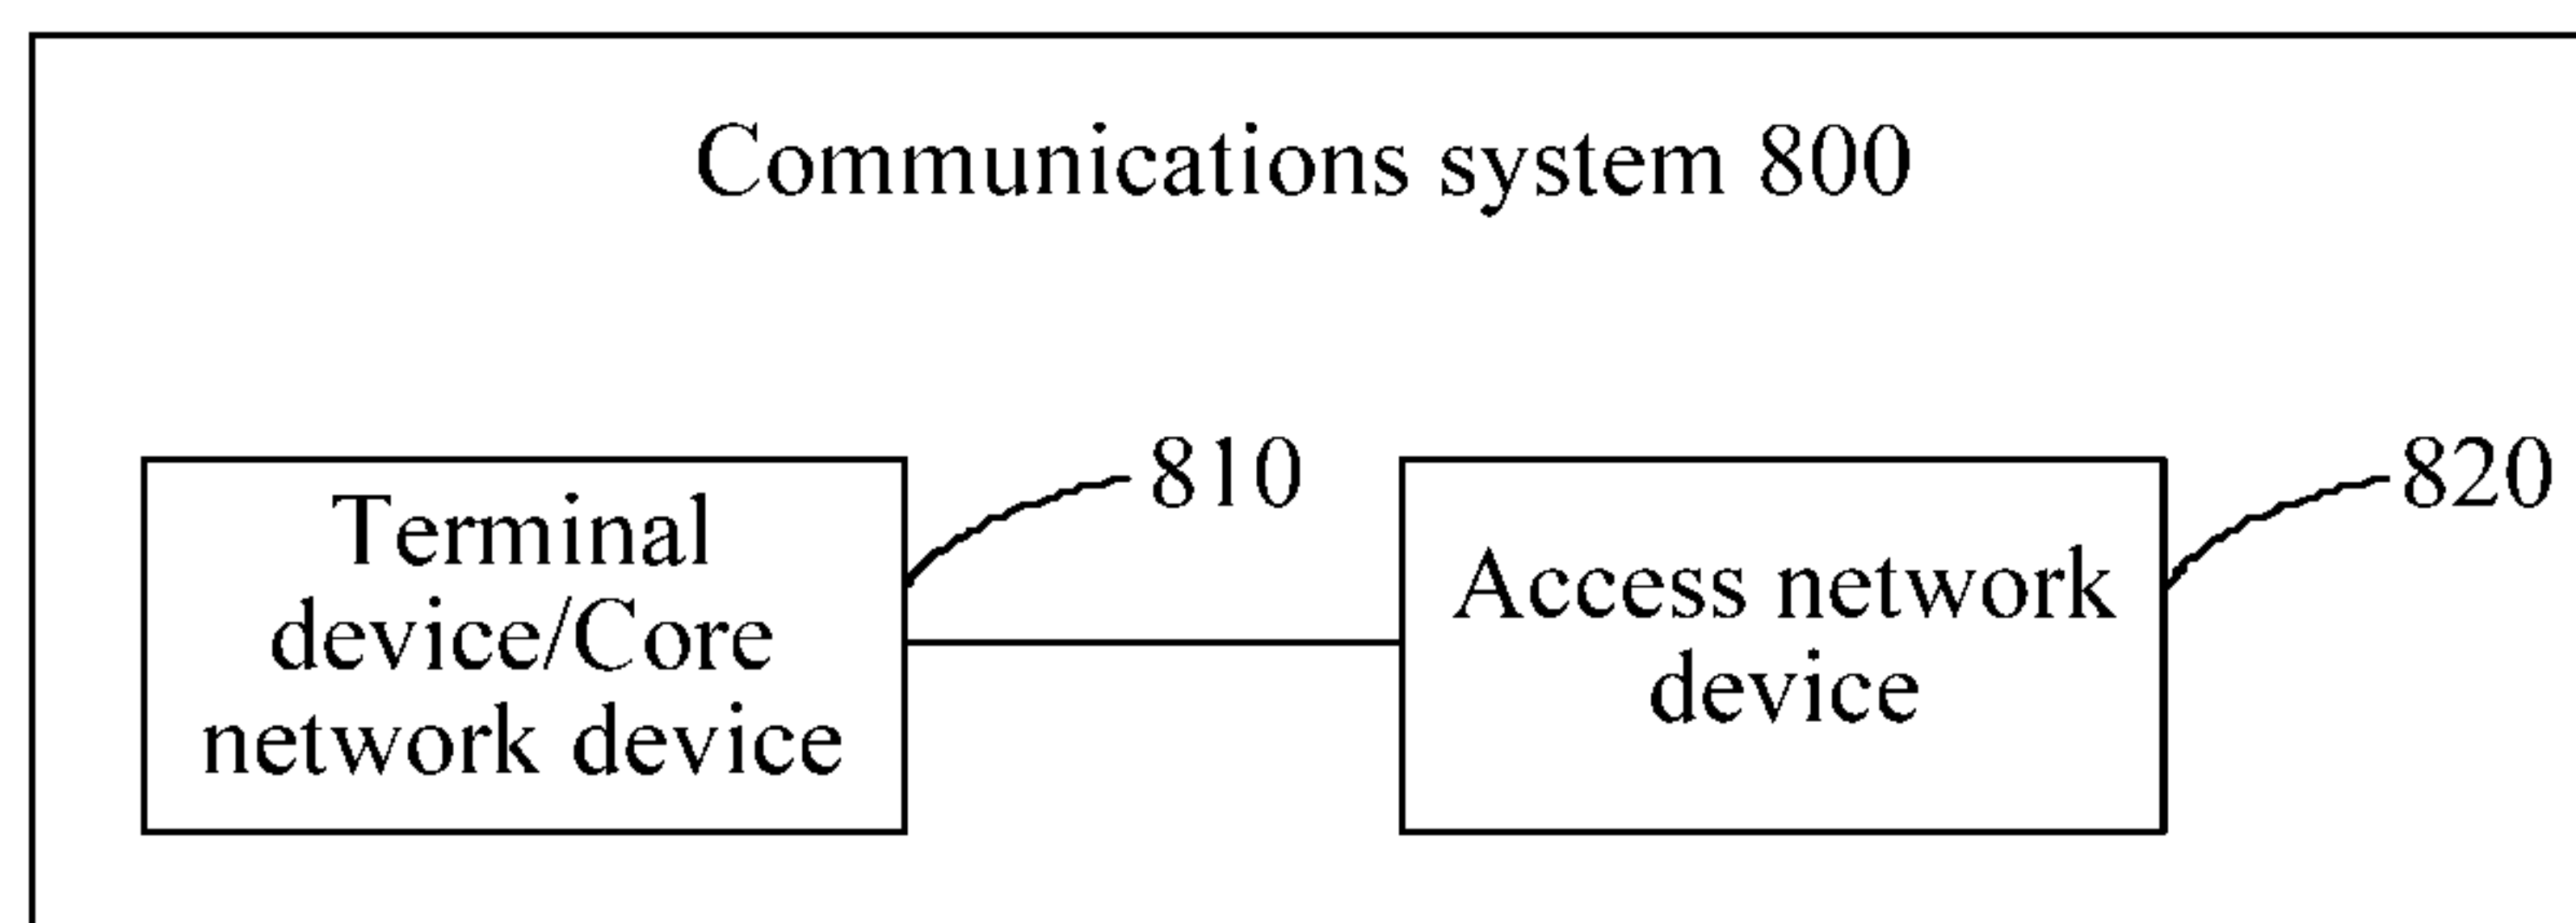 Communications system 800
810
820
Terminal
device/Core
network device
Access network
device